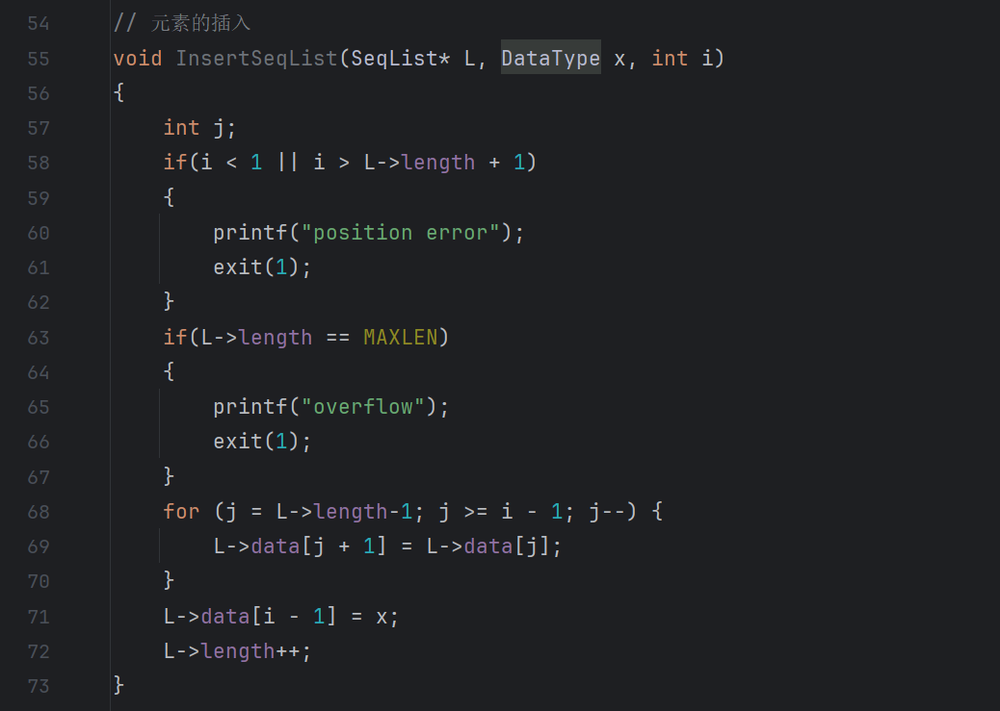 54 // 元素的插入
55 void InsertSeqList(SeqList* L, DataType x, int i)
56 {
57     int j;
58     if(i < 1 || i > L->length + 1)
59     {
60         printf("position error");
61         exit(1);
62     }
63     if(L->length == MAXLEN)
64     {
65         printf("overflow");
66         exit(1);
67     }
68     for (j = L->length-1; j >= i - 1; j--) {
69         L->data[j + 1] = L->data[j];
70     }
71     L->data[i - 1] = x;
72     L->length++;
73 }